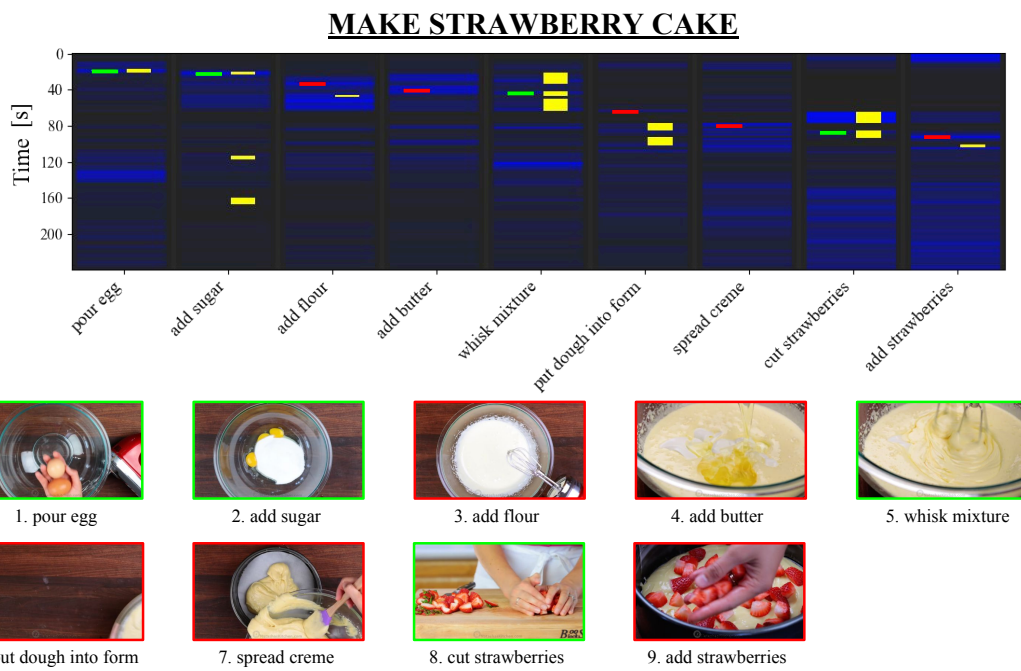 MAKE STRAWBERRY CAKE
0
40
80
120
160
200
Time [s]
pour egg
add sugar
add flour
add butter
whisk mixture
put dough into form
spread creme
cut strawberries
add strawberries
1. pour egg
2. add sugar
3. add flour
4. add butter
5. whisk mixture
ut dough into form
7. spread creme
8. cut strawberries
9. add strawberries